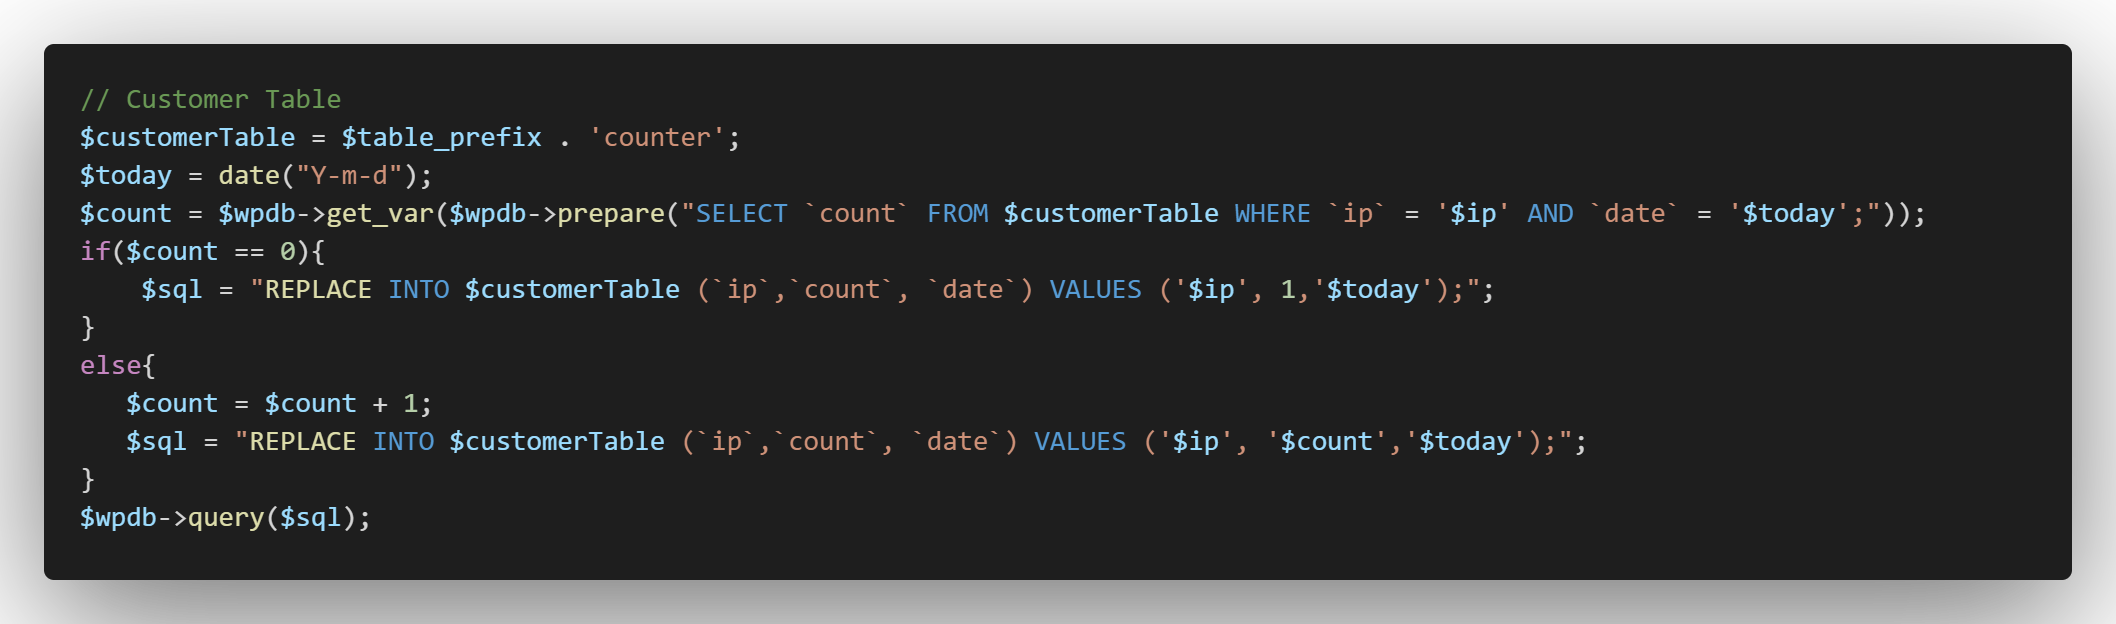 // Customer Table
$customerTable = $table_prefix . 'counter';
$today = date("Y-m-d");
$count = $wpdb->get_var($wpdb->prepare("SELECT `count` FROM $customerTable WHERE `ip` = '$ip' AND `date` = '$today';"));
if($count == 0){
    $sql = "REPLACE INTO $customerTable (`ip`,`count`, `date`) VALUES ('$ip', 1,'$today');";
}
else{
   $count = $count + 1;
   $sql = "REPLACE INTO $customerTable (`ip`,`count`, `date`) VALUES ('$ip', '$count','$today');";
}
$wpdb->query($sql);